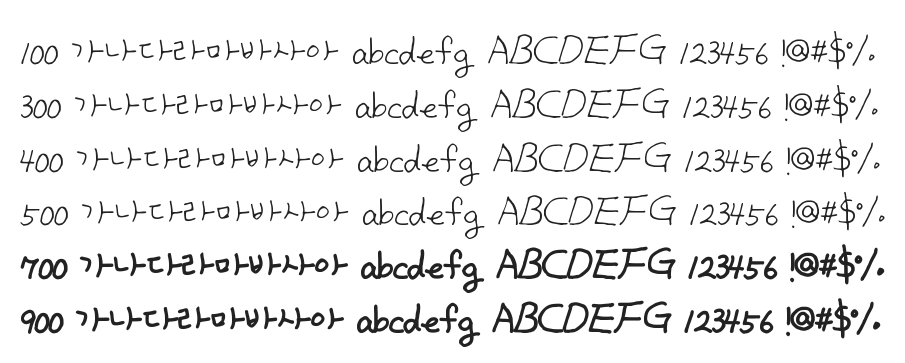 100 가나다라마바사아 abcdefg ABCDEFG 123456 !@#$%
300 가나다라마바사아 abcdefg ABCDEFG 123456 !@#$%
400 가나다라마바사아 abcdefg ABCDEFG 123456 !@#$%
500 가나다라마바사아 abcdefg ABCDEFG 123456 !@#$%
700 가나다라마바사아 abcdefg ABCDEFG 123456 !@#$%
900 가나다라마바사아 abcdefg ABCDEFG 123456 !@#$%